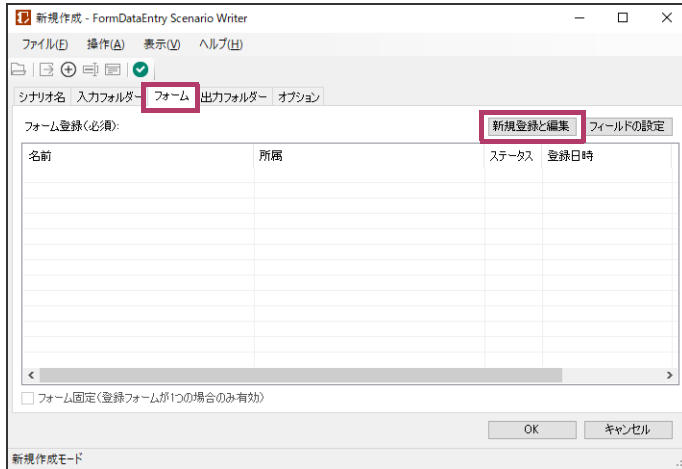 新規作成 - FormDataEntry Scenario Writer
ファイル(F) 操作(A) 表示(V) ヘルプ(H)
シナリオ名 入力フォルダー フォーム 出力フォルダー オプション
フォーム登録(必須): 新規登録と編集 フィールドの設定
名前 所属 ステータス 登録日時
フォーム固定(登録フォームが1つの場合のみ有効)
OK キャンセル
新規作成モード